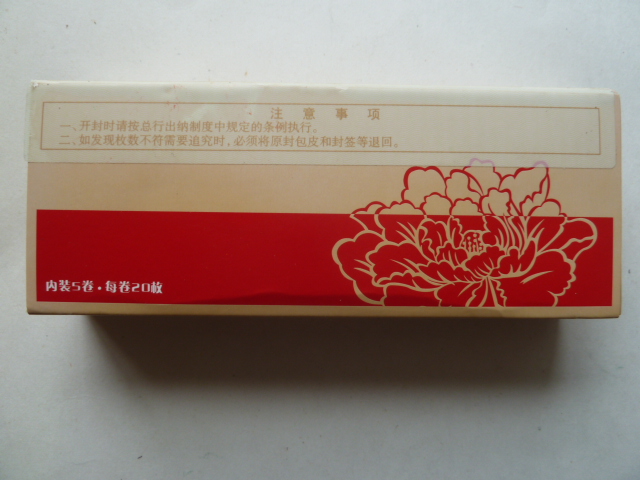 注意事项
一、开封时请按总行出纳制度中规定的条例执行。
二、如发现枚数不符需要追究时，必须将原封包皮和封签等退回。
内装5卷·每卷20枚